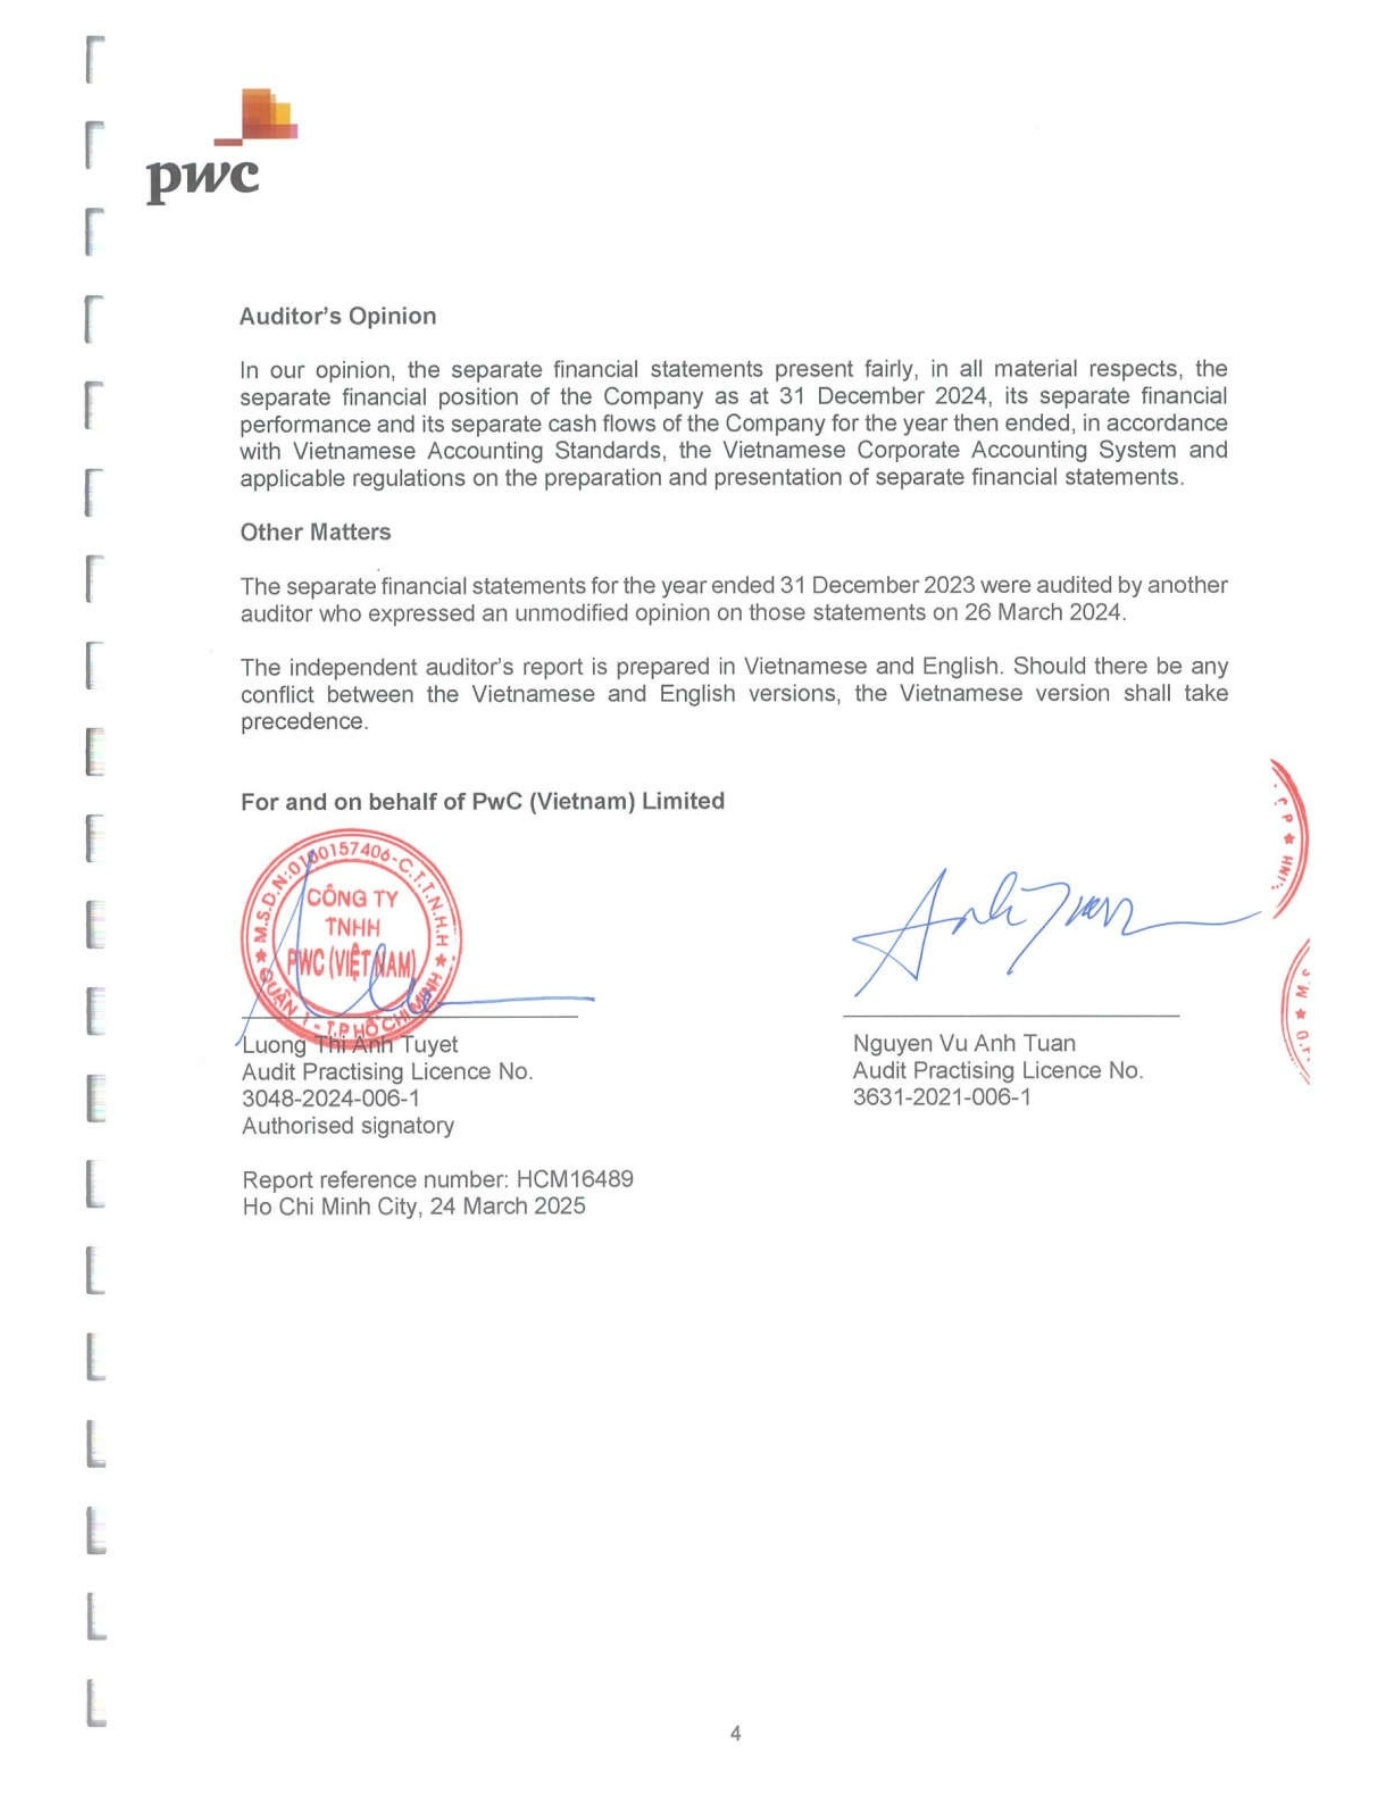 pwc
Auditor's Opinion
In our opinion, the separate financial statements present fairly, in all material respects, the
separate financial position of the Company as at 31 December 2024, its separate financial
performance and its separate cash flows of the Company for the year then ended, in accordance
with Vietnamese Accounting Standards, the Vietnamese Corporate Accounting System and
applicable regulations on the preparation and presentation of separate financial statements.
Other Matters
The separate financial statements for the year ended 31 December 2023 were audited by another
auditor who expressed an unmodified opinion on those statements on 26 March 2024.
The independent auditor's report is prepared in Vietnamese and English. Should there be any
conflict between the Vietnamese and English versions, the Vietnamese version shall take
precedence.
For and on behalf of PwC (Vietnam) Limited
M.S.D.N:0100157406-C.T.T.N.H.H
CÔNG TY
TNHH
PWC (VIỆT NAM)
QUẬN 1 - T.P HỒ CHÍ MINH
Anh Tuan
Luong Thi Anh Tuyet
Audit Practising Licence No.
3048-2024-006-1
Authorised signatory
Nguyen Vu Anh Tuan
Audit Practising Licence No.
3631-2021-006-1
Report reference number: HCM16489
Ho Chi Minh City, 24 March 2025
4